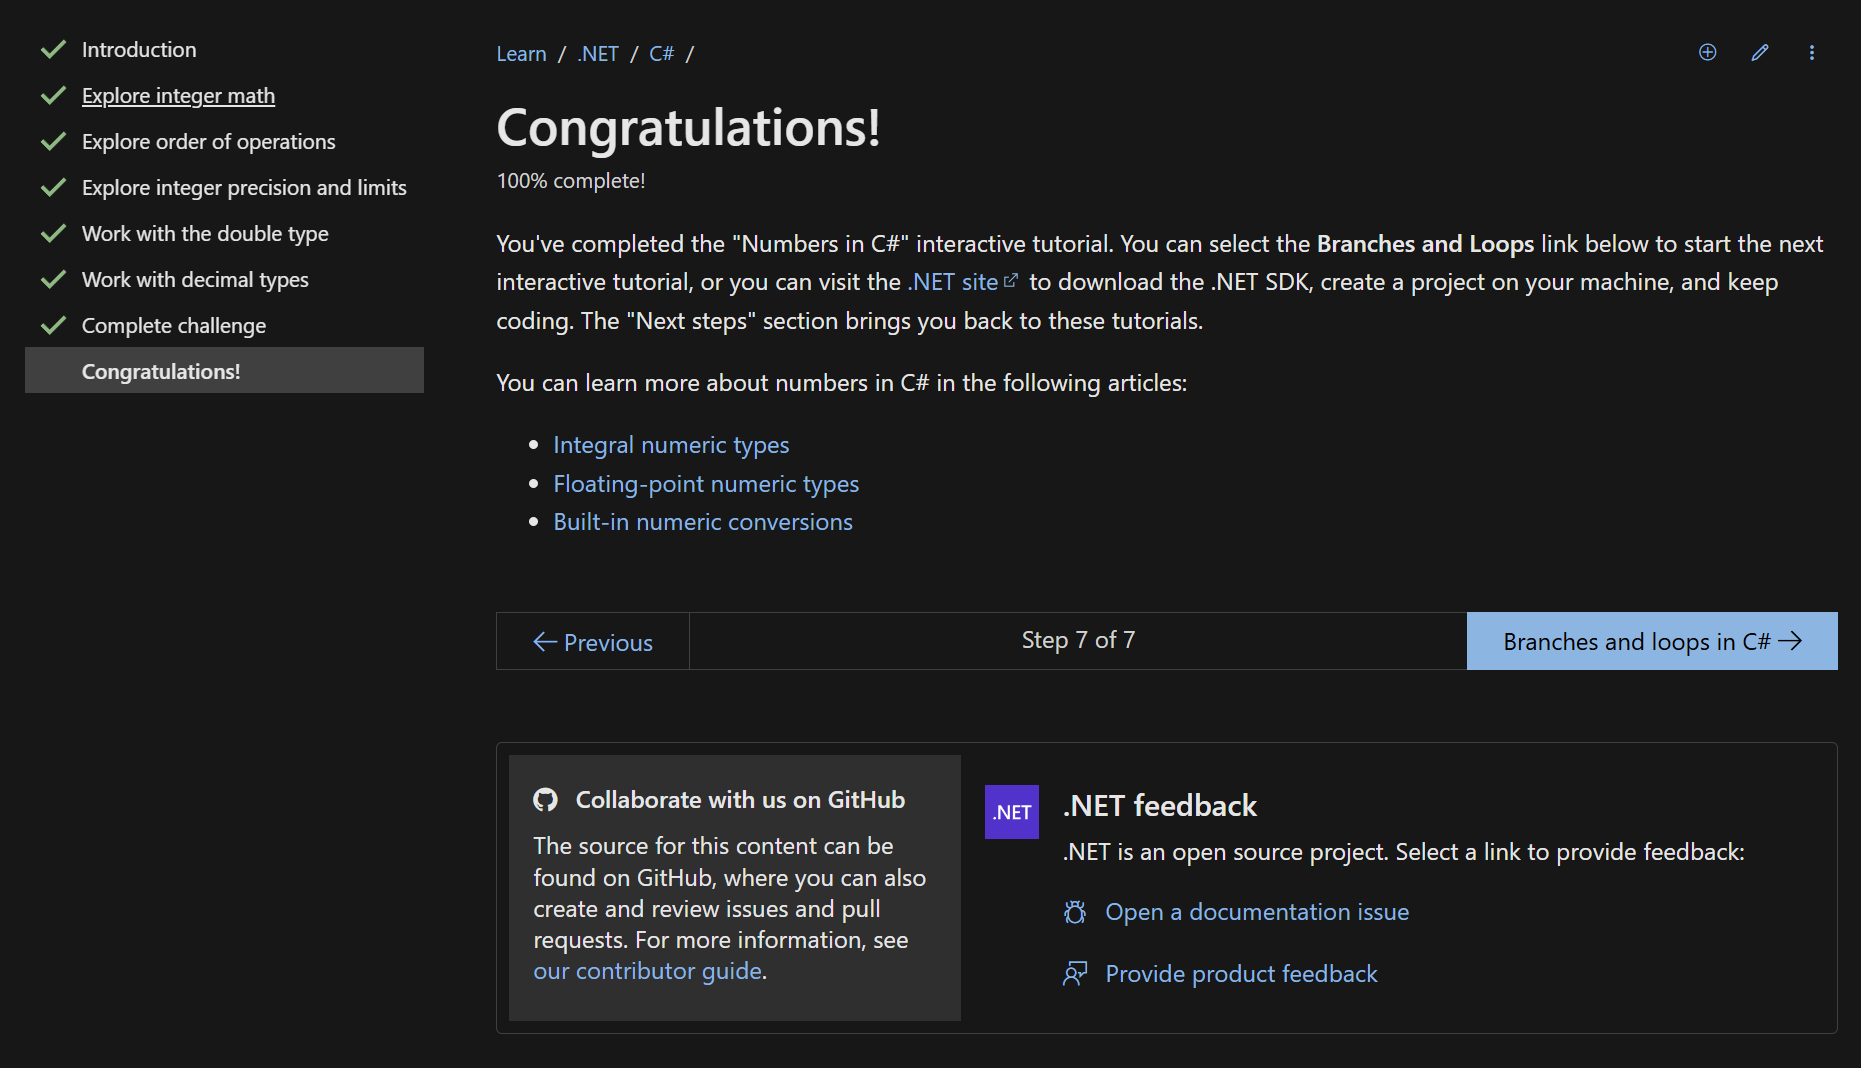 Introduction
Explore integer math
Explore order of operations
Explore integer precision and limits
Work with the double type
Work with decimal types
Complete challenge
Congratulations!
Learn / .NET / C# /
Congratulations!
100% complete!
You've completed the "Numbers in C#" interactive tutorial. You can select the Branches and Loops link below to start the next
interactive tutorial, or you can visit the .NET site to download the .NET SDK, create a project on your machine, and keep
coding. The "Next steps" section brings you back to these tutorials.
You can learn more about numbers in C# in the following articles:
• Integral numeric types
• Floating-point numeric types
• Built-in numeric conversions
← Previous
Step 7 of 7
Branches and loops in C# →
Collaborate with us on GitHub
The source for this content can be
found on GitHub, where you can also
create and review issues and pull
requests. For more information, see
our contributor guide.
.NET
.NET feedback
.NET is an open source project. Select a link to provide feedback:
Open a documentation issue
Provide product feedback